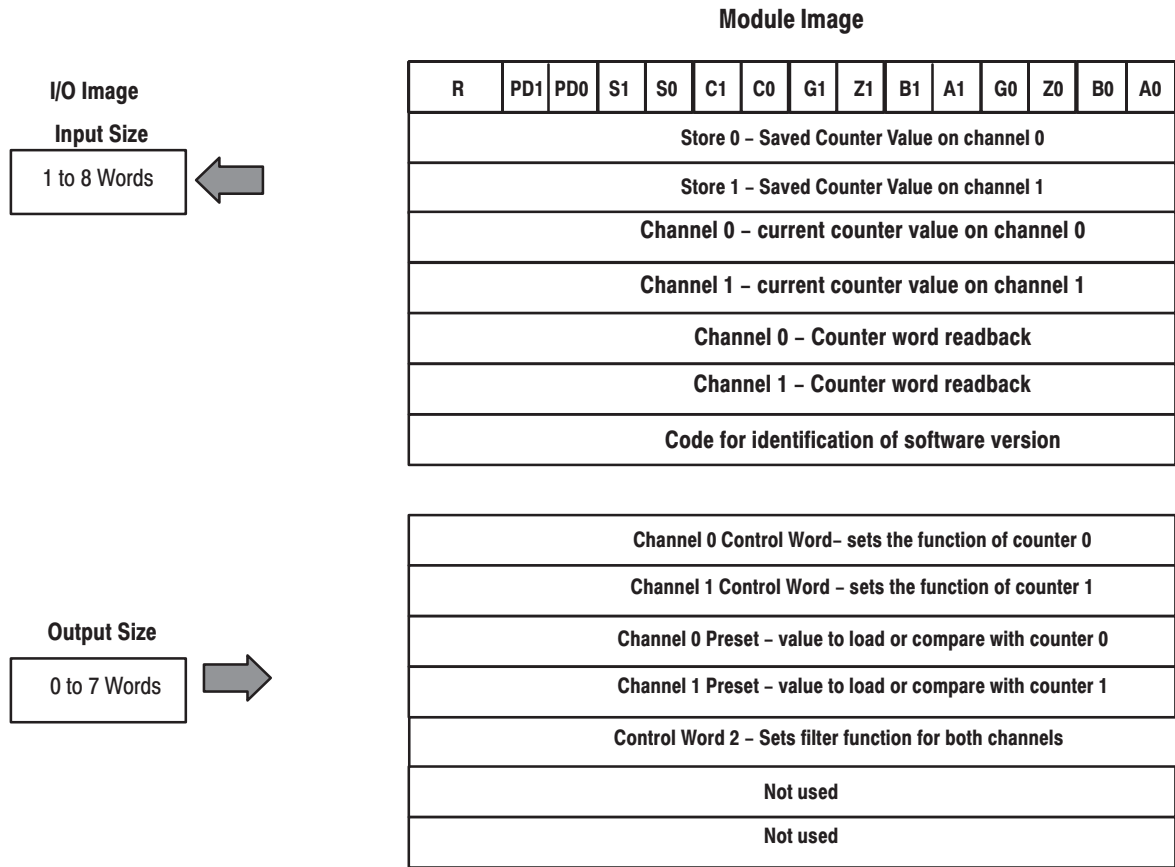 Module Image
I/O Image
Input Size
1 to 8 Words
R PD1 PD0 S1 S0 C1 C0 G1 Z1 B1 A1 G0 Z0 B0 A0
Store 0 – Saved Counter Value on channel 0
Store 1 – Saved Counter Value on channel 1
Channel 0 – current counter value on channel 0
Channel 1 – current counter value on channel 1
Channel 0 – Counter word readback
Channel 1 – Counter word readback
Code for identification of software version
Output Size
0 to 7 Words
Channel 0 Control Word– sets the function of counter 0
Channel 1 Control Word – sets the function of counter 1
Channel 0 Preset – value to load or compare with counter 0
Channel 1 Preset – value to load or compare with counter 1
Control Word 2 – Sets filter function for both channels
Not used
Not used